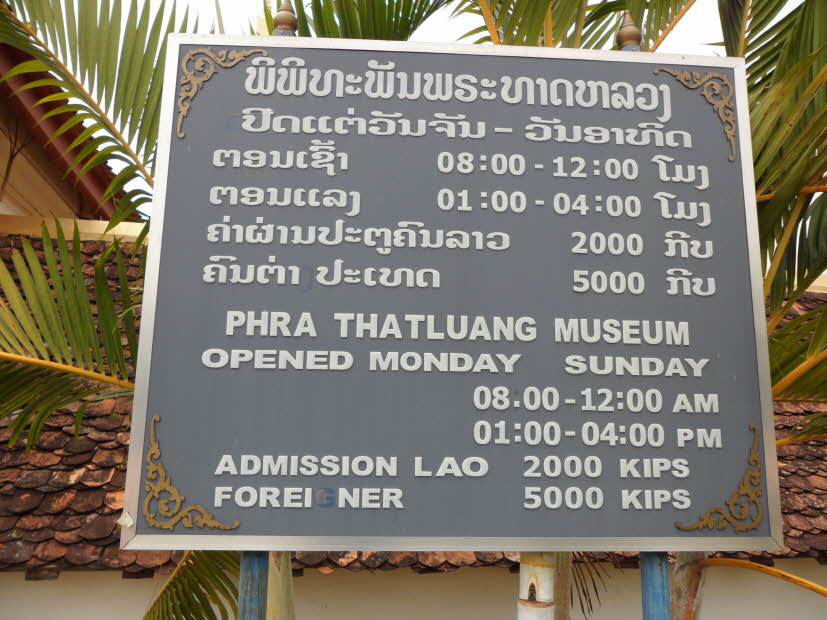 ພິພິທະພັນພຣະທາດຫລວງ
ເປີດແຕ່ວັນຈັນ - ວັນອາທິດ
ຕອນເຊົ້າ 08:00 - 12:00 ໂມງ
ຕອນແລງ 01:00 - 04:00 ໂມງ
ຄ່າຜ່ານປະຕູຄົນລາວ 2000 ກີບ
ຄົນຕ່າງປະເທດ 5000 ກີບ
PHRA THATLUANG MUSEUM
OPENED MONDAY SUNDAY
08.00-12:00 AM
01:00-04:00 PM
ADMISSION LAO 2000 KIPS
FOREIGNER 5000 KIPS